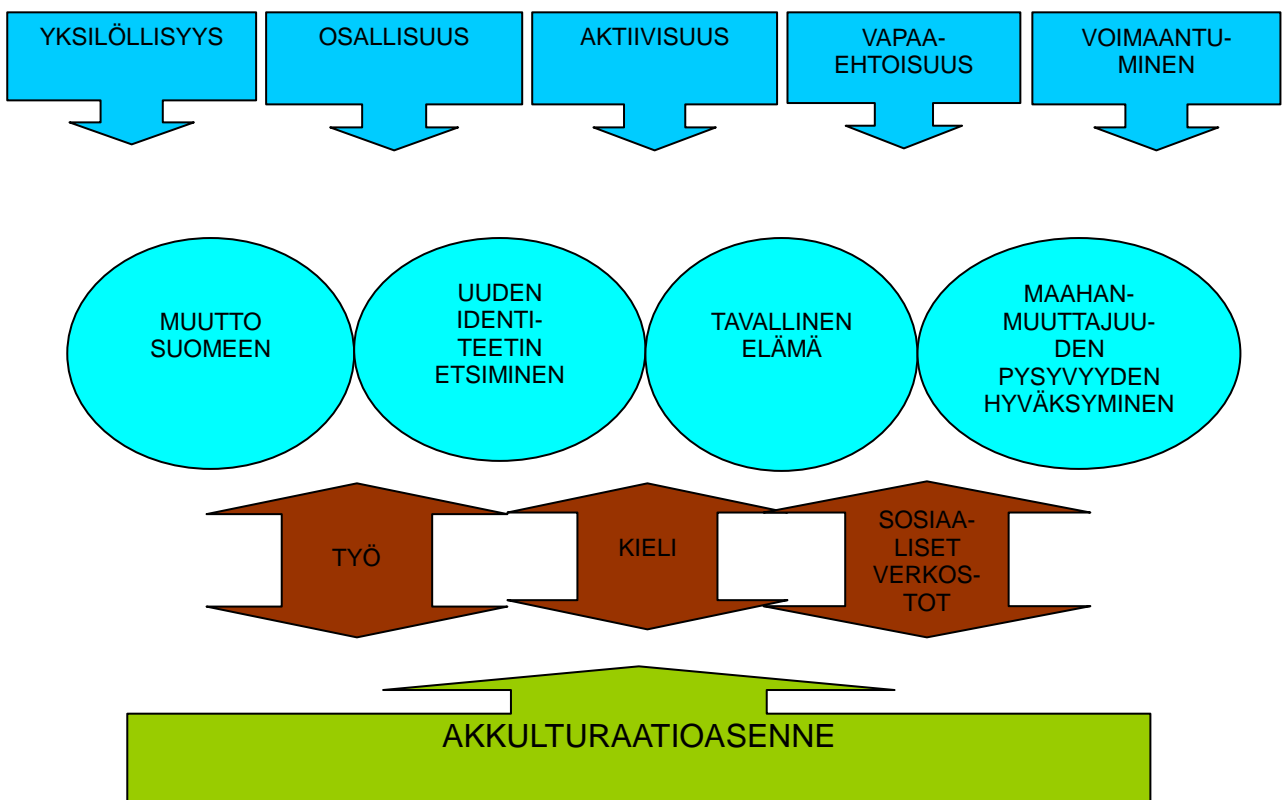 YKSILÖLLISYYS
OSALLISUUS
AKTIIVISUUS
VAPAA-
EHTOISUUS
VOIMAANTU-
MINEN
MUUTTO
SUOMEEN
UUDEN
IDENTI-
TEETIN
ETSIMINEN
TAVALLINEN
ELÄMÄ
MAAHAN-
MUUTTAJUU-
DEN
PYSYVYYDEN
HYVÄKSYMINEN
TYÖ
KIELI
SOSIAA-
LISET
VERKOS-
TOT
AKKULTURAATIOASENNE